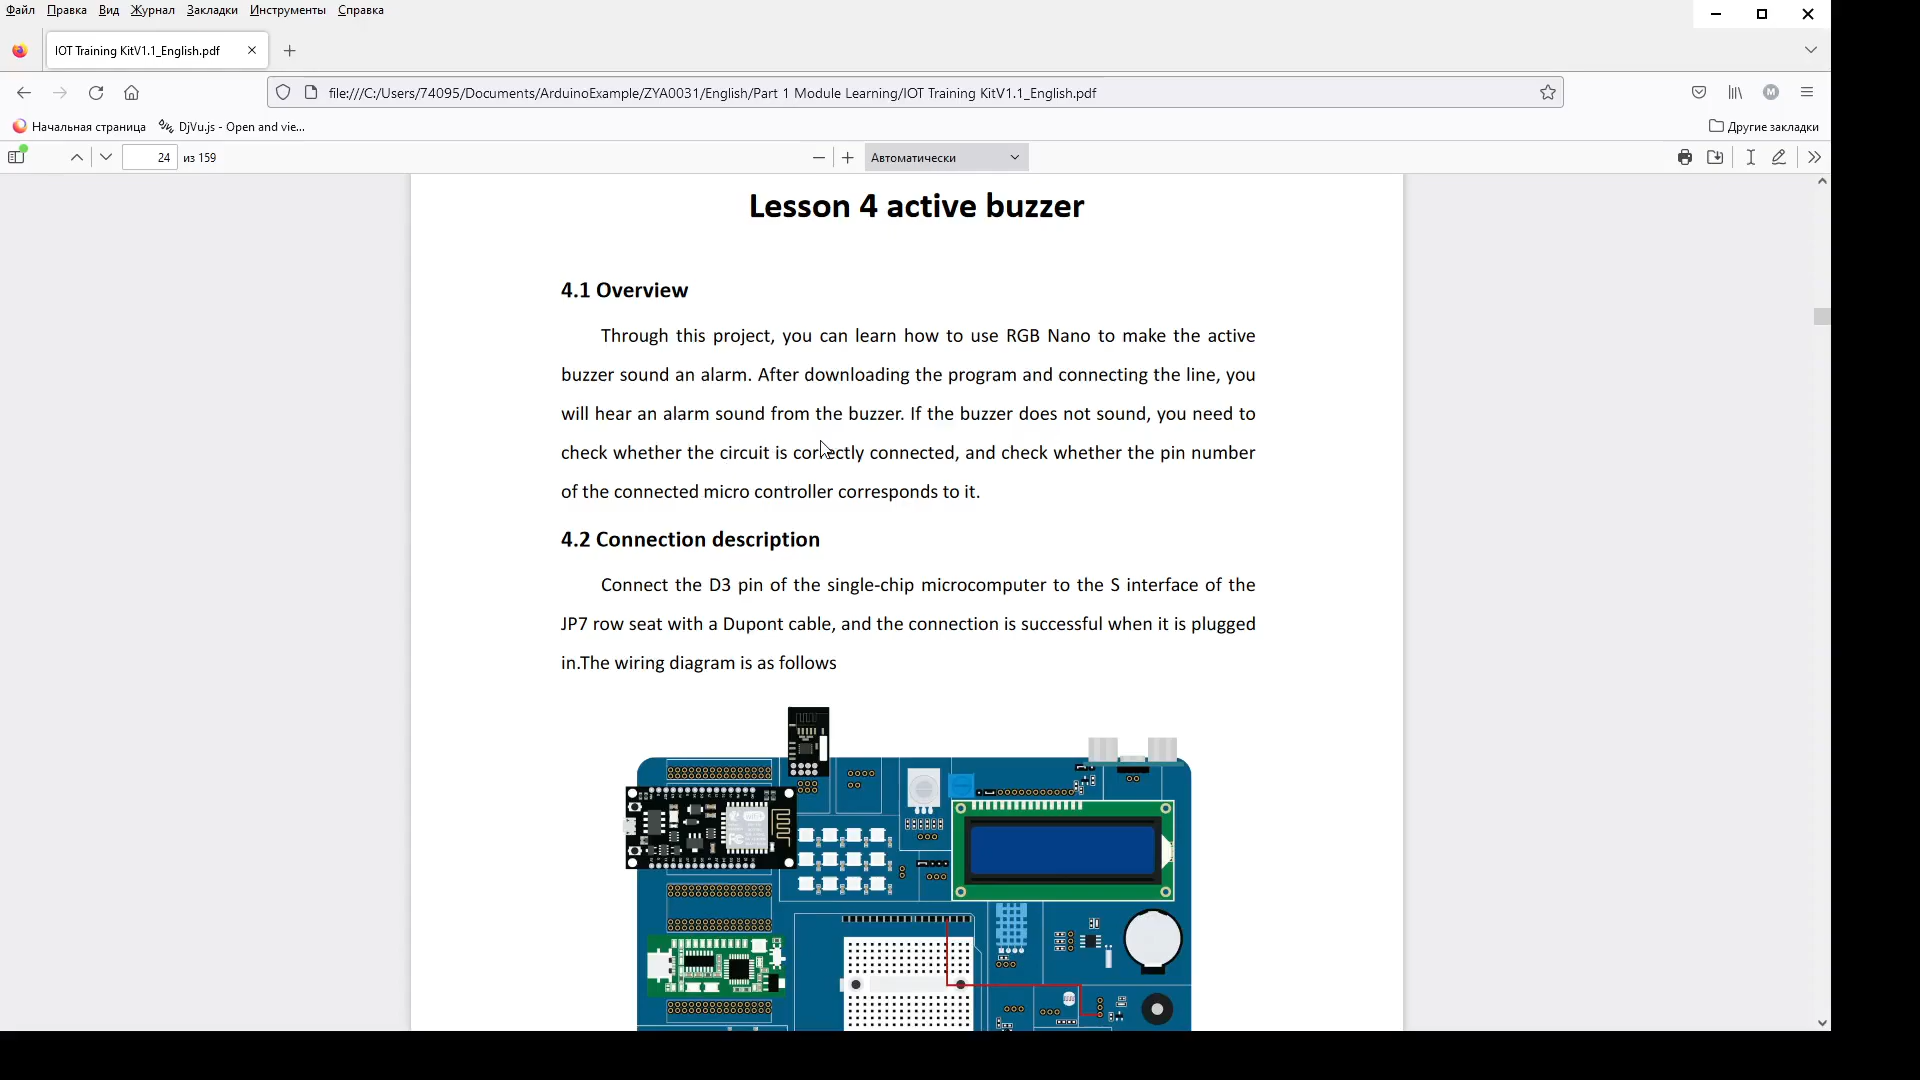 Файл Правка Вид Журнал Закладки Инструменты Справка
IOT Training KitV1.1_English.pdf
file:///C:/Users/74095/Documents/ArduinoExample/ZYA0031/English/Part 1 Module Learning/IOT Training KitV1.1_English.pdf
M
Начальная страница DjVu.js - Open and vie... Другие закладки
24 из 159 Автоматически
Lesson 4 active buzzer
4.1 Overview
Through this project, you can learn how to use RGB Nano to make the active
buzzer sound an alarm. After downloading the program and connecting the line, you
will hear an alarm sound from the buzzer. If the buzzer does not sound, you need to
check whether the circuit is correctly connected, and check whether the pin number
of the connected micro controller corresponds to it.
4.2 Connection description
Connect the D3 pin of the single-chip microcomputer to the S interface of the
JP7 row seat with a Dupont cable, and the connection is successful when it is plugged
in.The wiring diagram is as follows